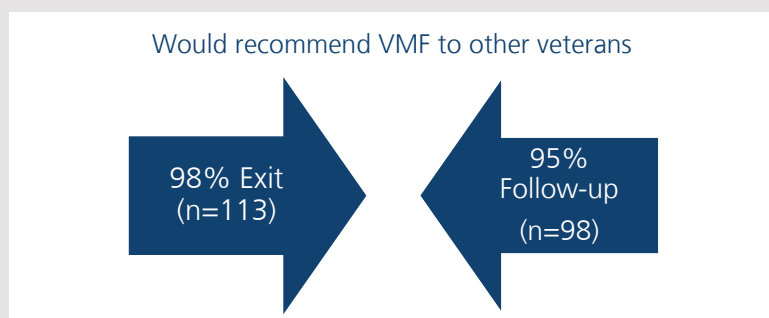 Would recommend VMF to other veterans
98% Exit
(n=113)
95%
Follow-up
(n=98)